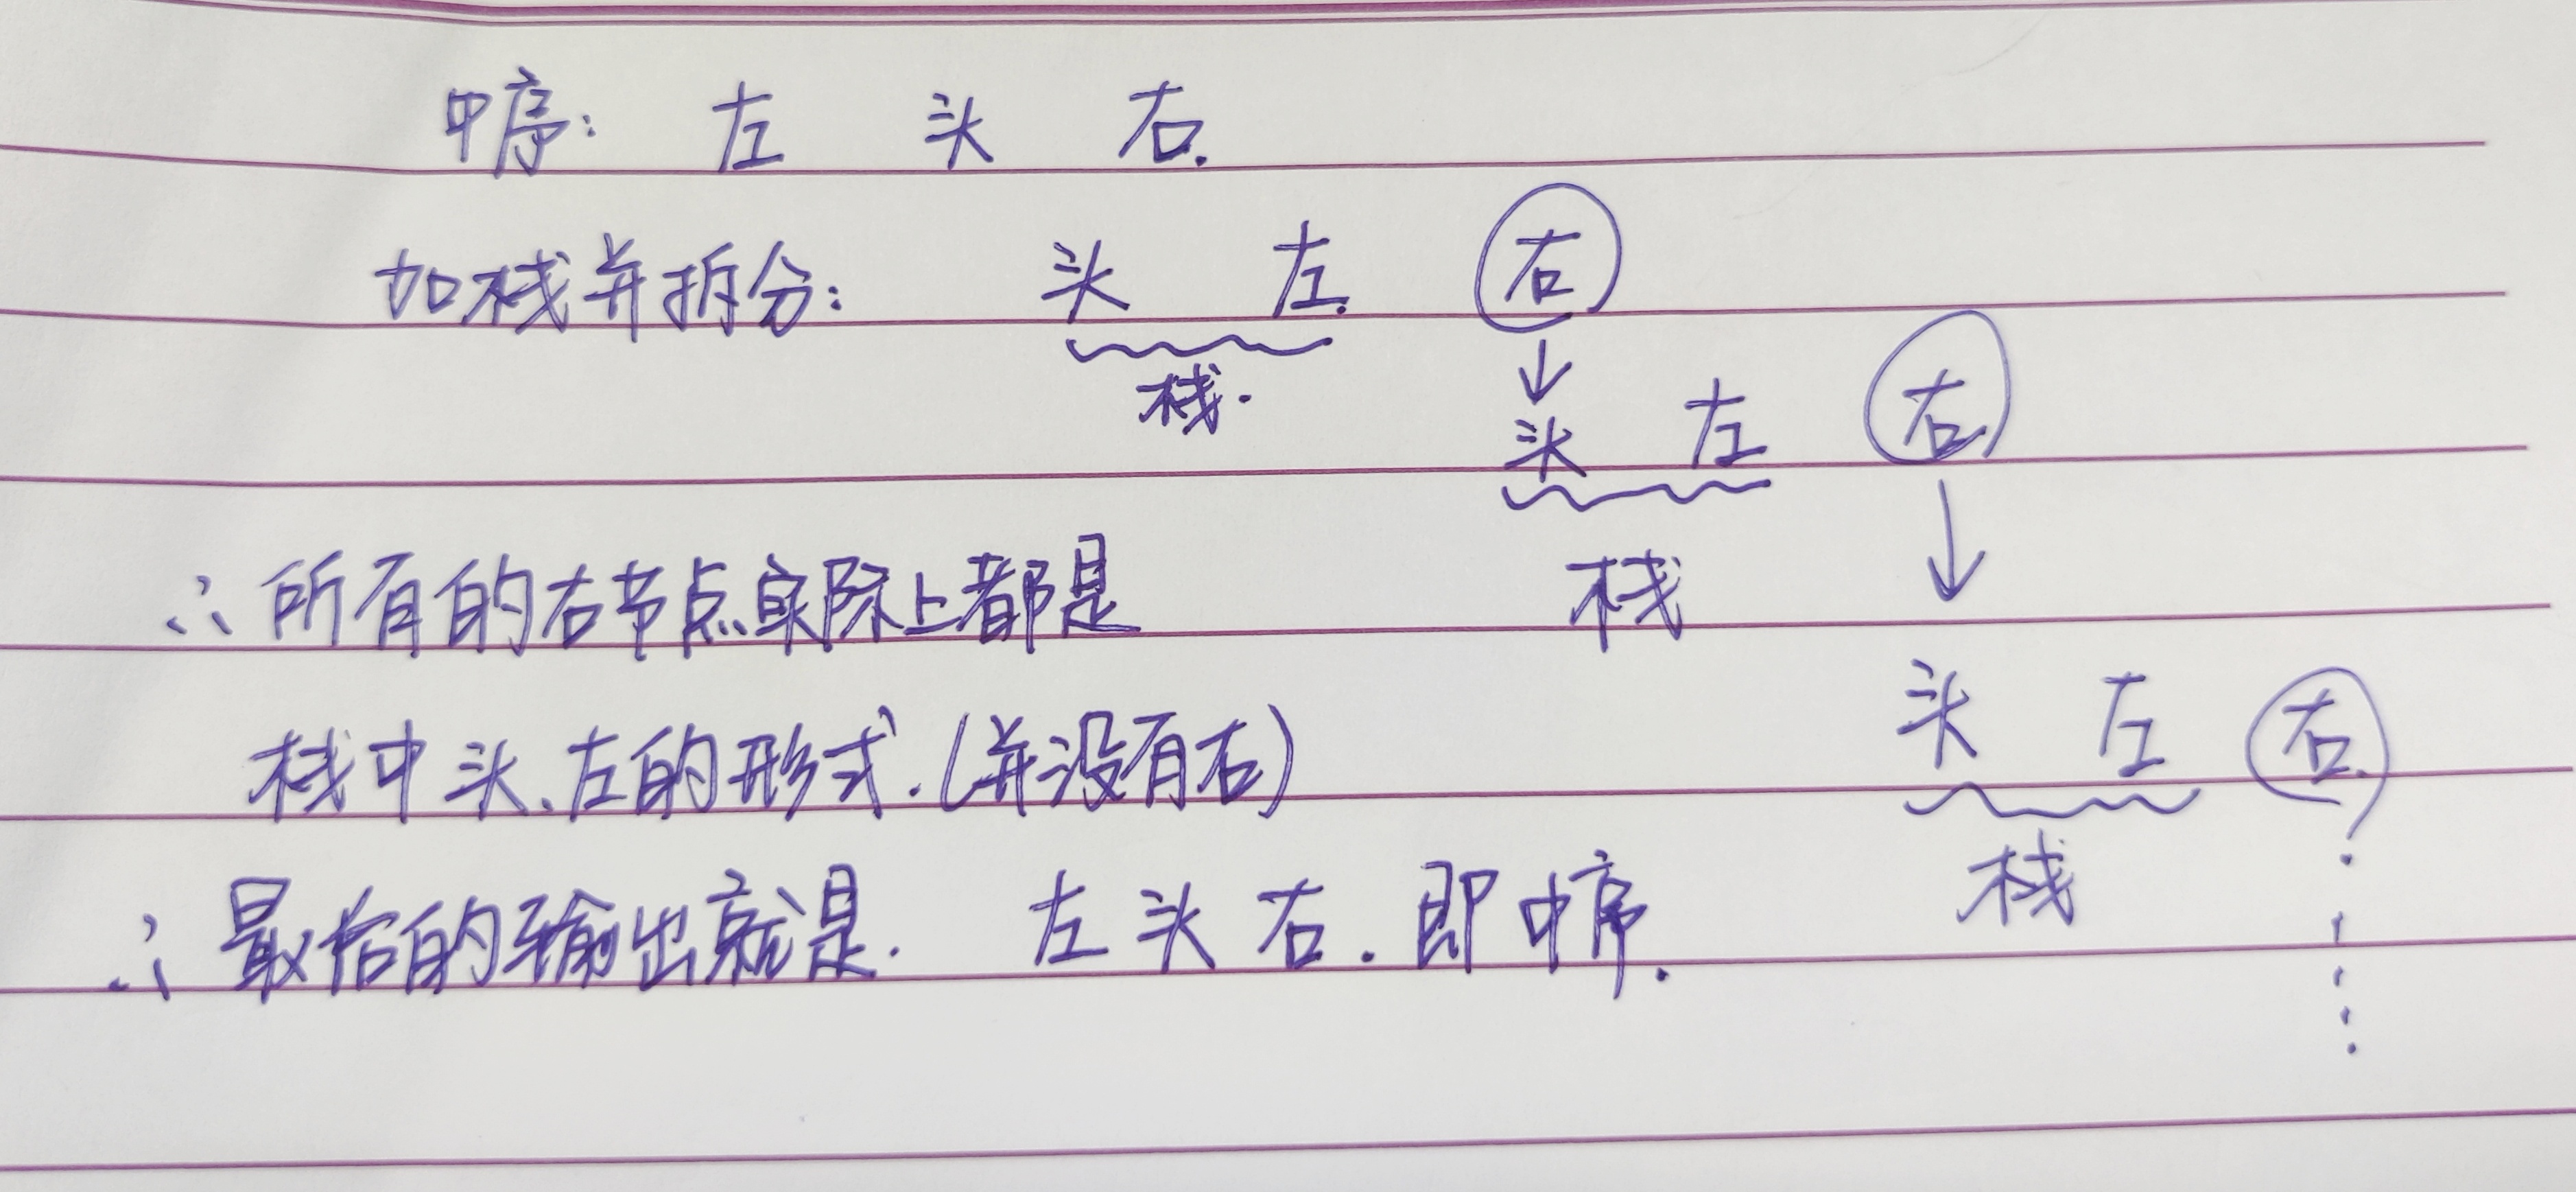 中序: 左 头 右.
加栈并拆分: 头 左. 右
栈.
头 左 右.
∴所有的右节点实际上都是 栈
头 左 右.
栈中头、左的形式.(并没有右)
栈
∴最后的输出就是. 左 头 右. 即中序.